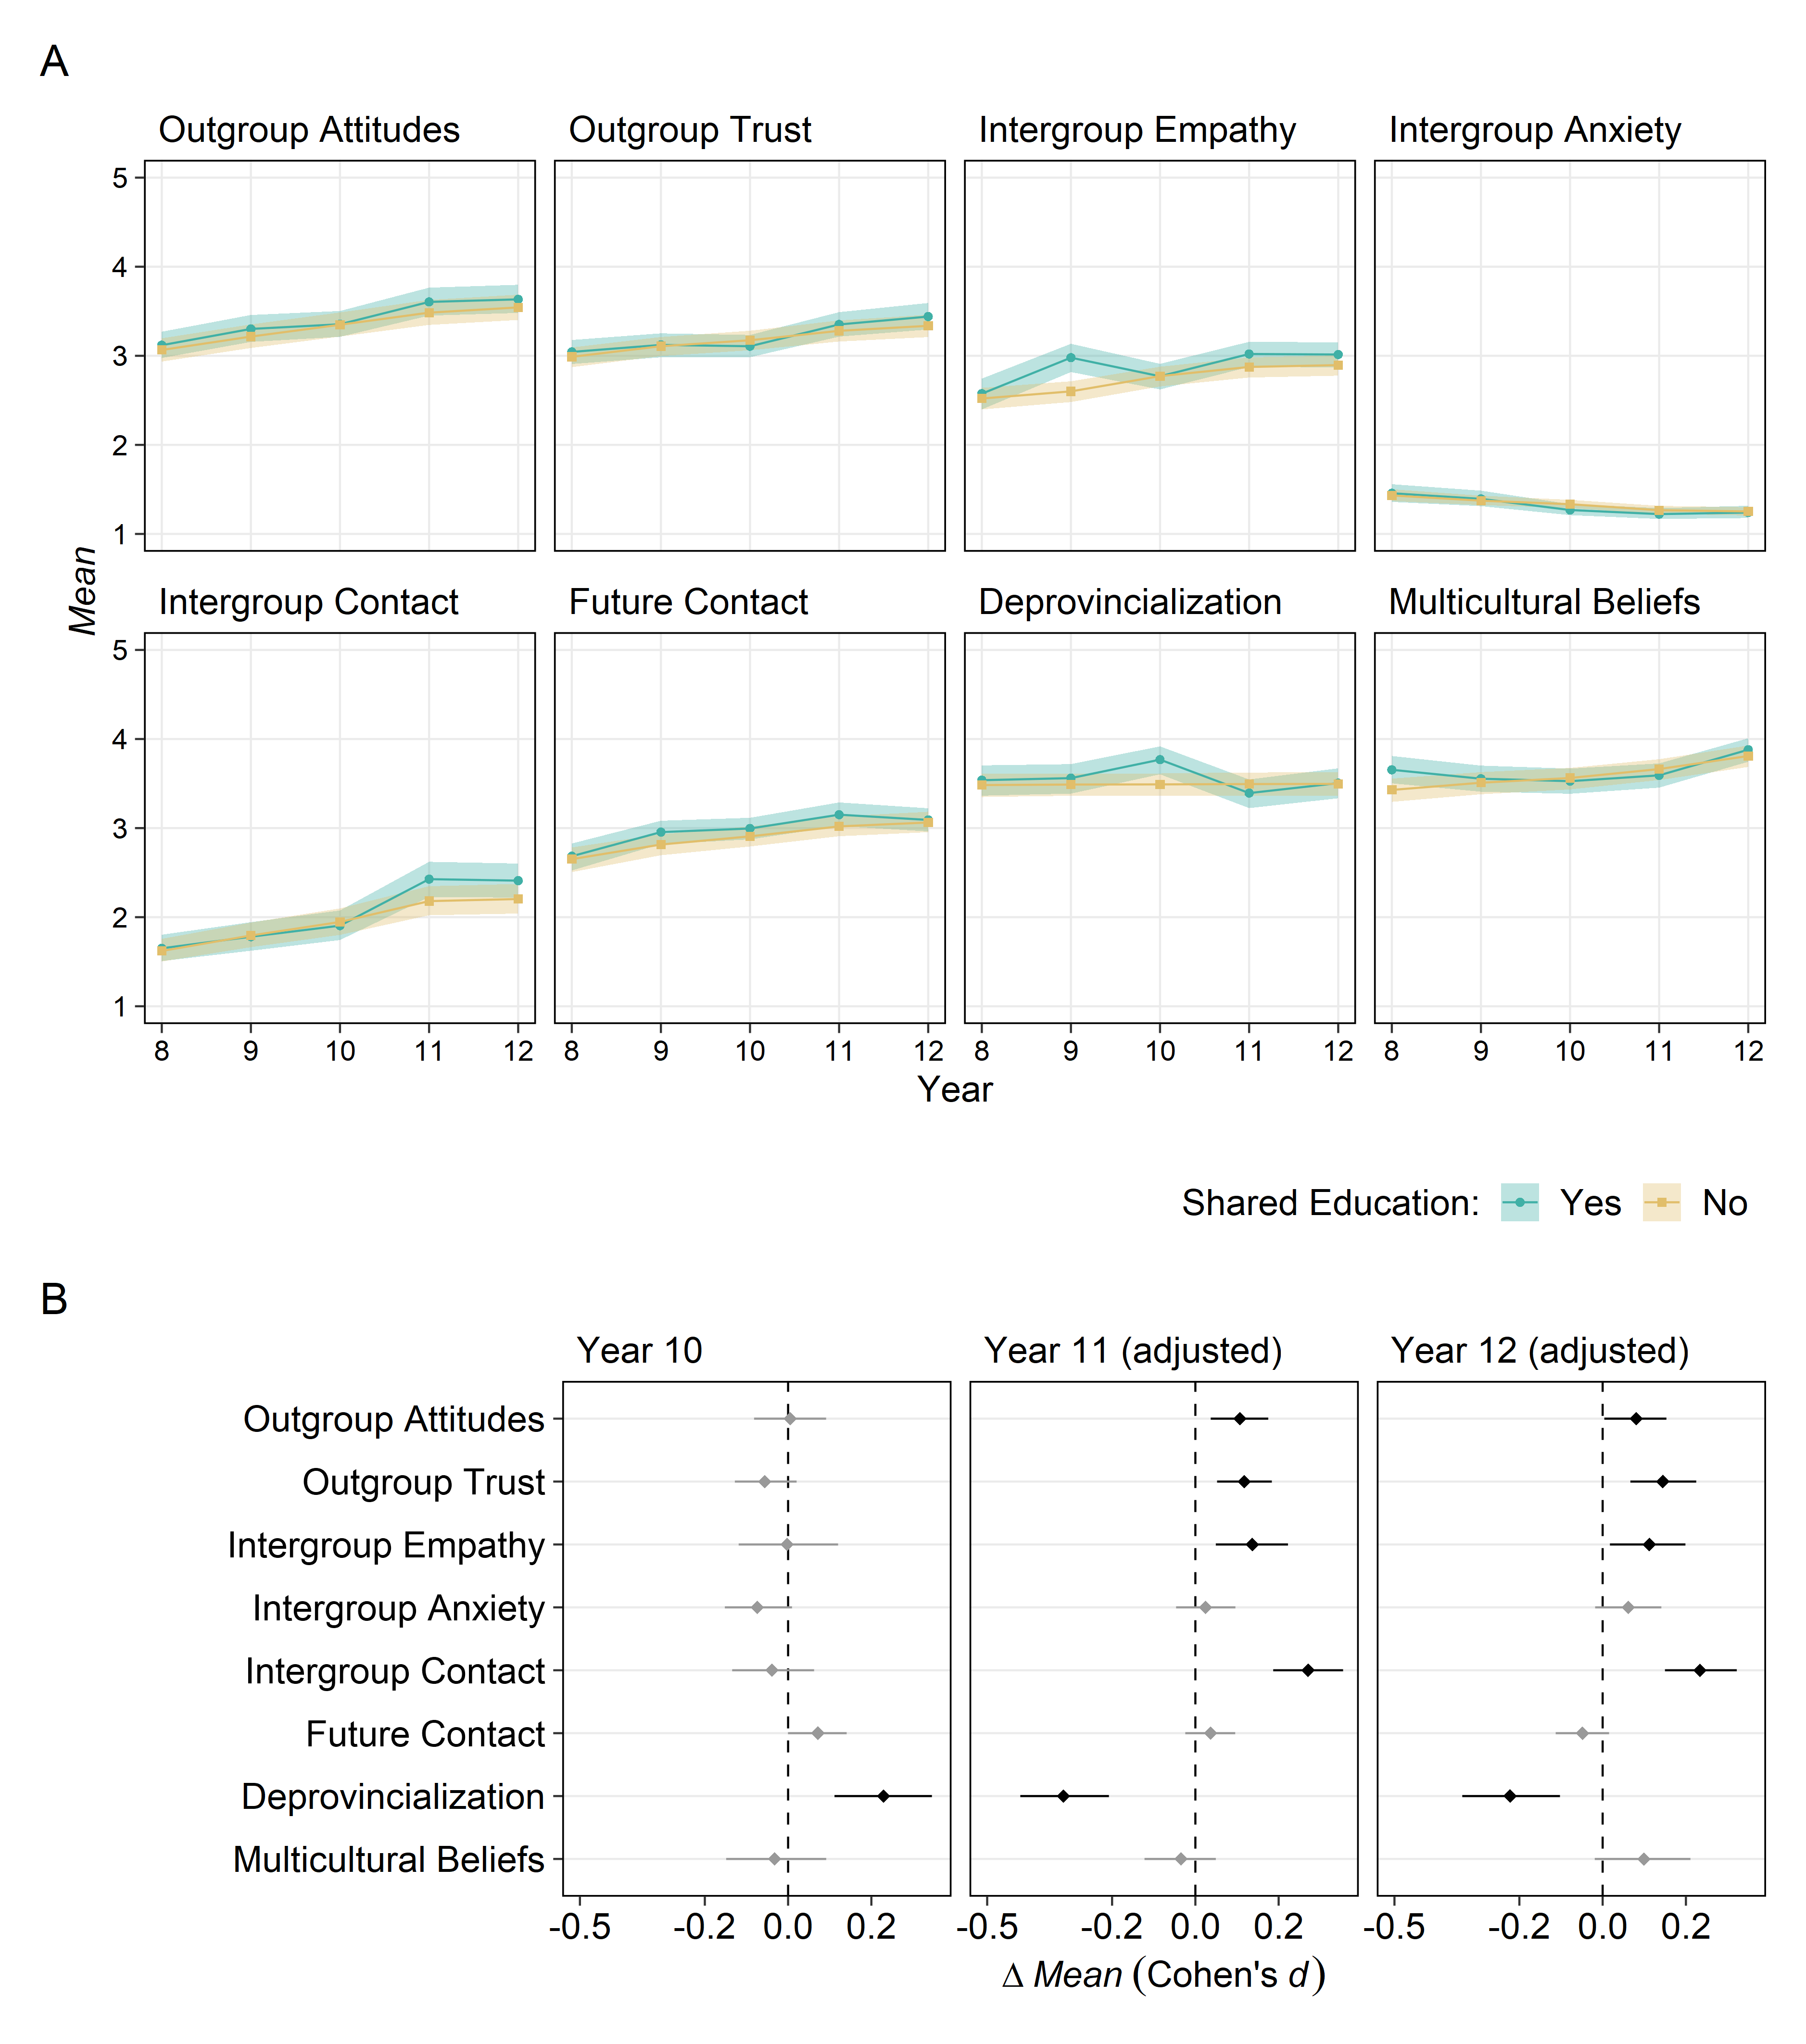 A
Outgroup Attitudes
Outgroup Trust
Intergroup Empathy
Intergroup Anxiety
5
4
3
2
1
Mean
Intergroup Contact
Future Contact
Deprovincialization
Multicultural Beliefs
5
4
3
2
1
8 9 10 11 12
8 9 10 11 12
8 9 10 11 12
8 9 10 11 12
Year
Shared Education: Yes No
B
Year 10
Year 11 (adjusted)
Year 12 (adjusted)
Outgroup Attitudes
Outgroup Trust
Intergroup Empathy
Intergroup Anxiety
Intergroup Contact
Future Contact
Deprovincialization
Multicultural Beliefs
-0.5 -0.2 0.0 0.2
-0.5 -0.2 0.0 0.2
-0.5 -0.2 0.0 0.2
Δ Mean (Cohen's d)